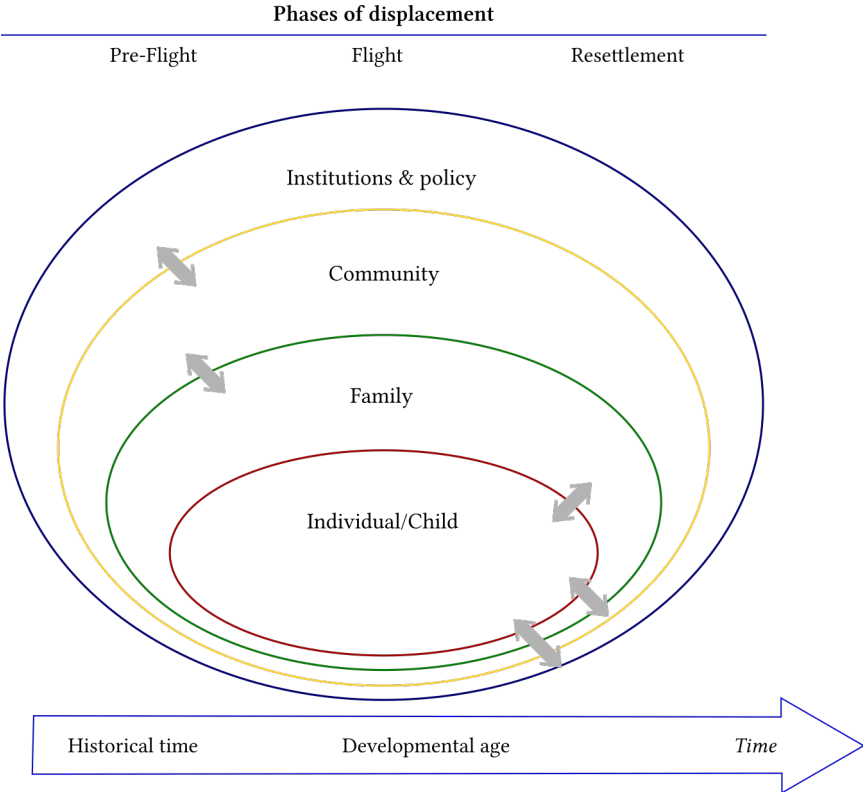 Phases of displacement
Pre-Flight Flight Resettlement
Institutions & policy
Community
Family
Individual/Child
Historical time Developmental age Time